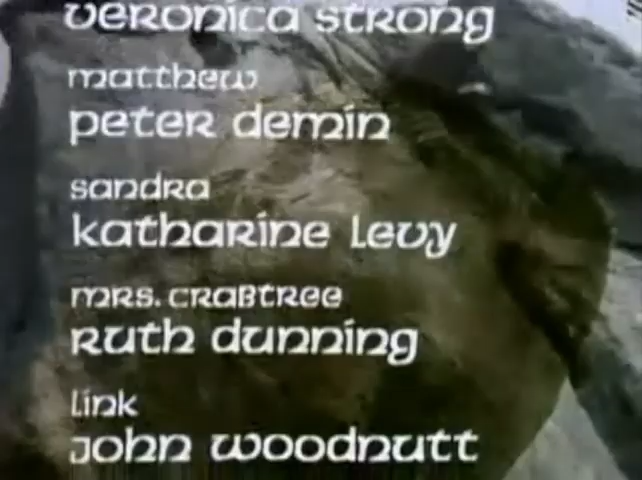 veronica strong
matthew
peter demin
sandra
katharine levy
mrs. crabtree
ruth dunning
link
john woodnutt